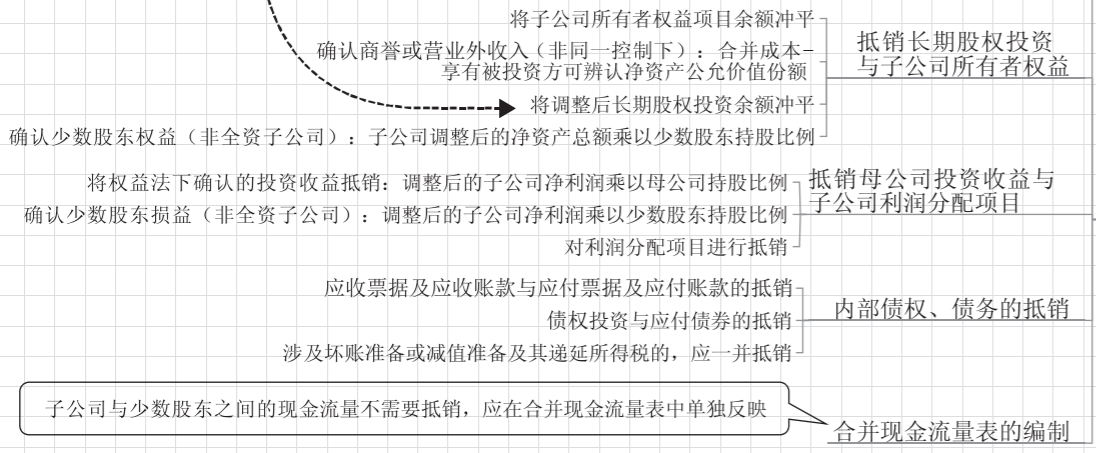 将子公司所有者权益项目余额冲平
确认商誉或营业外收入（非同一控制下）：合并成本-
享有被投资方可辨认净资产公允价值份额
将调整后长期股权投资余额冲平
确认少数股东权益（非全资子公司）：子公司调整后的净资产总额乘以少数股东持股比例
抵销长期股权投资
与子公司所有者权益
将权益法下确认的投资收益抵销：调整后的子公司净利润乘以母公司持股比例
确认少数股东损益（非全资子公司）：调整后的子公司净利润乘以少数股东持股比例
对利润分配项目进行抵销
抵销母公司投资收益与
子公司利润分配项目
应收票据及应收账款与应付票据及应付账款的抵销
债权投资与应付债券的抵销
涉及坏账准备或减值准备及其递延所得税的，应一并抵销
内部债权、债务的抵销
子公司与少数股东之间的现金流量不需要抵销，应在合并现金流量表中单独反映
合并现金流量表的编制